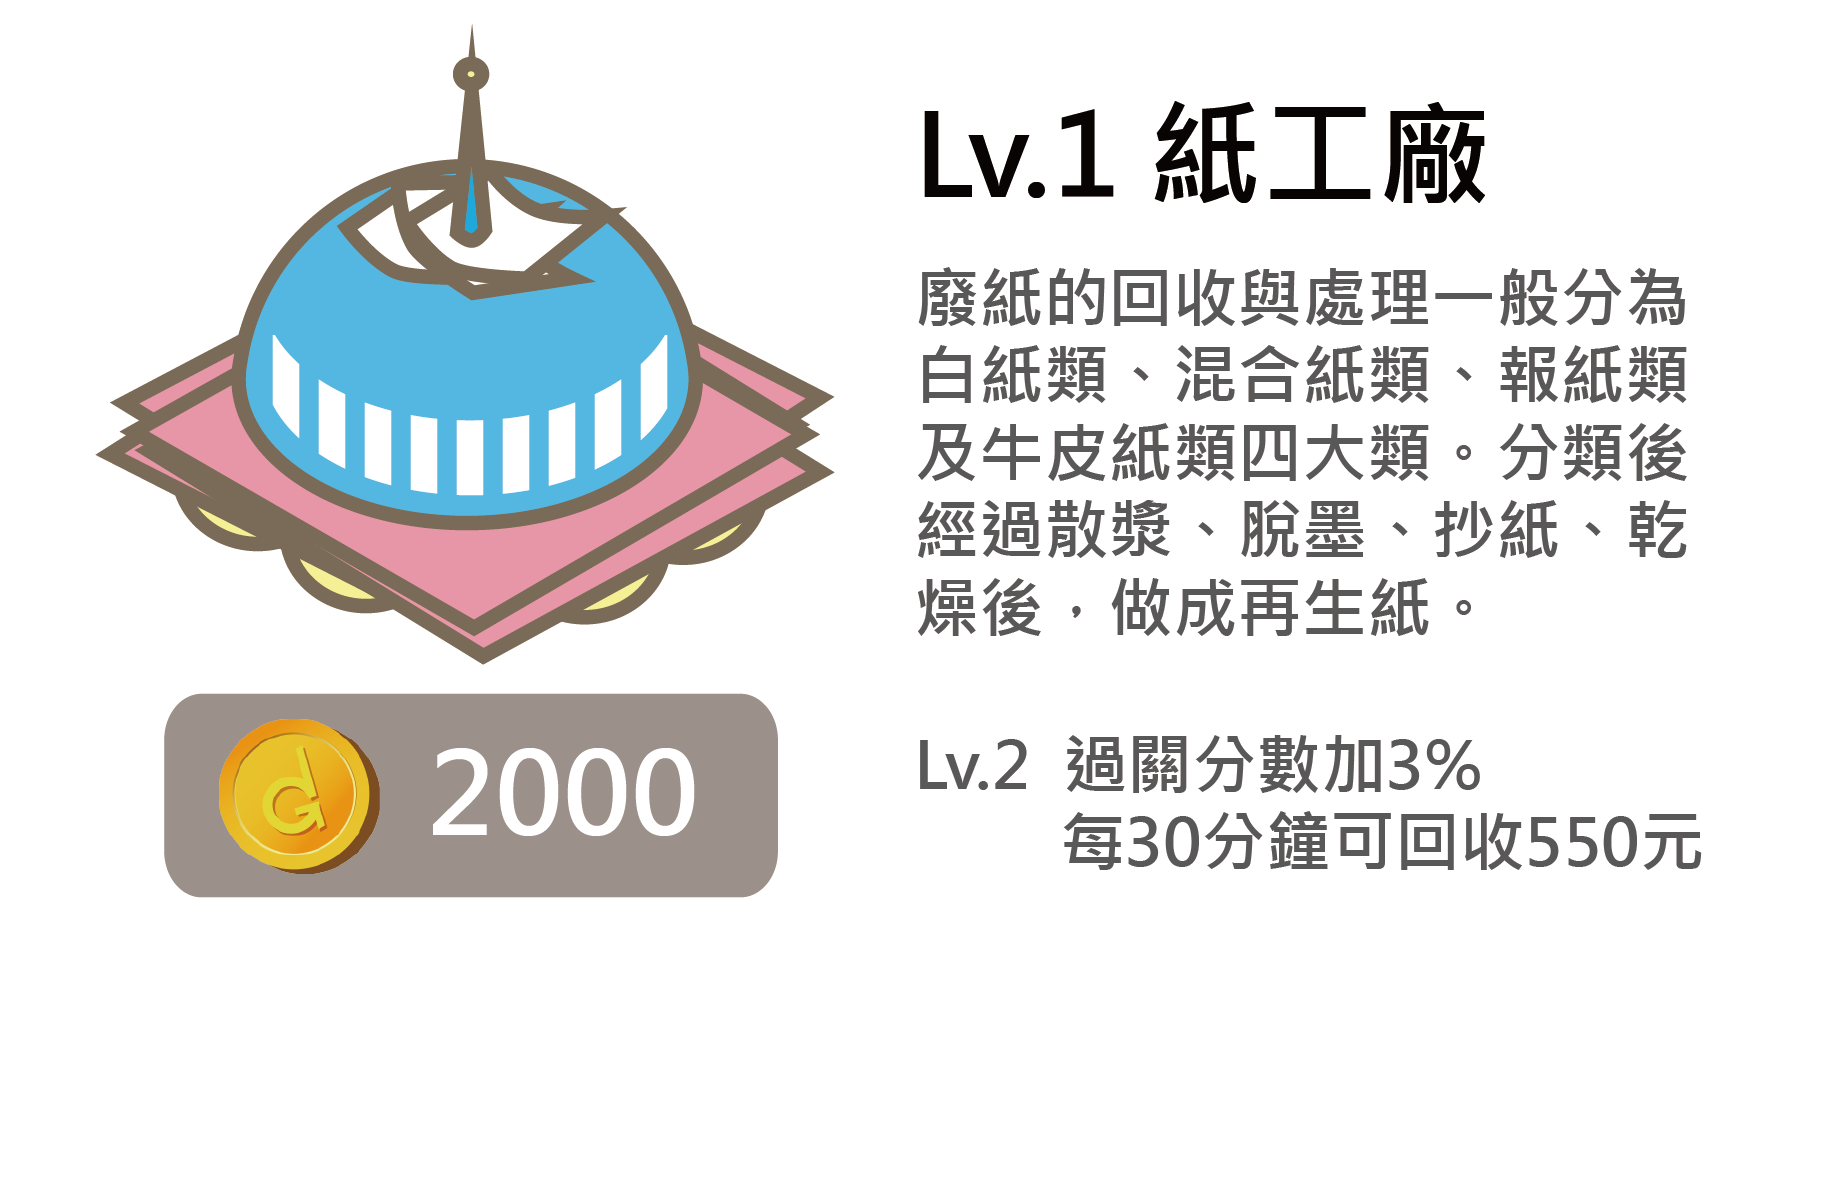 Lv.1 紙工廠
廢紙的回收與處理一般分為
白紙類、混合紙類、報紙類
及牛皮紙類四大類。分類後
經過散漿、脫墨、抄紙、乾
燥後，做成再生紙。
2000
Lv.2 過關分數加3%
每30分鐘可回收550元